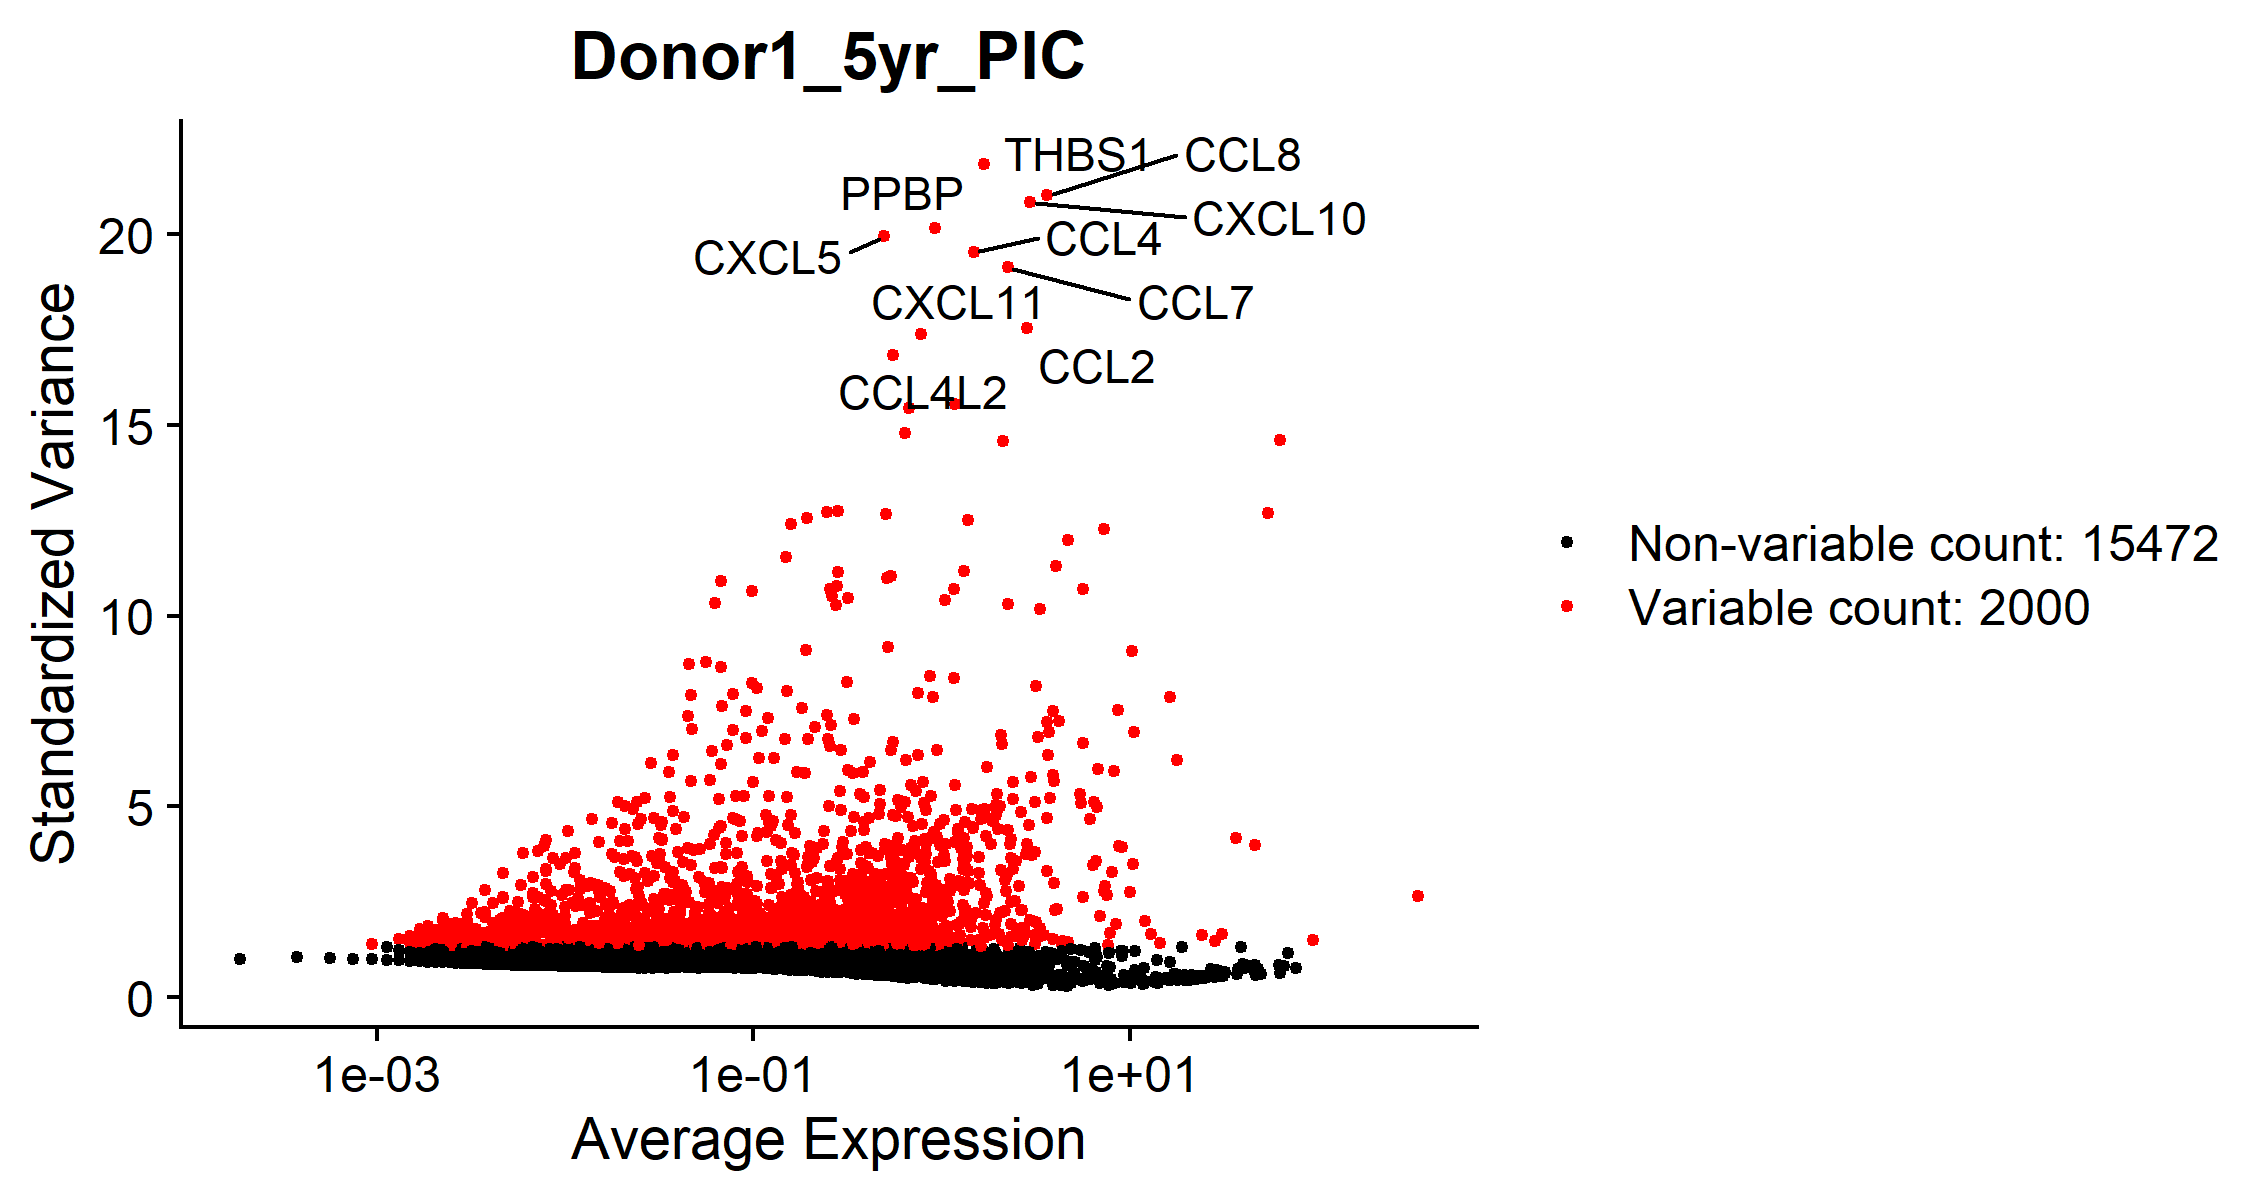 Donor1_5yr_PIC
THBS1
CCL8
PPBP
CXCL10
CCL4
CXCL5
CXCL11
CCL7
CCL2
CCL4L2
20
15
10
5
0
Standardized Variance
1e-03
1e-01
1e+01
Average Expression
Non-variable count: 15472
Variable count: 2000